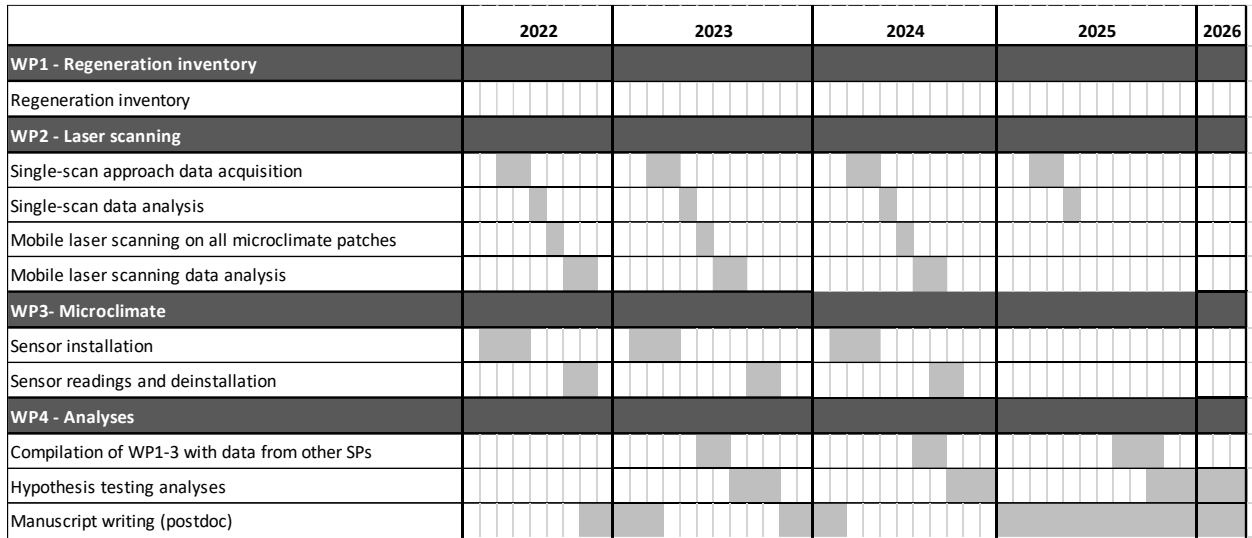 2022 2023 2024 2025 2026
WP1 - Regeneration inventory
Regeneration inventory
WP2 - Laser scanning
Single-scan approach data acquisition
Single-scan data analysis
Mobile laser scanning on all microclimate patches
Mobile laser scanning data analysis
WP3- Microclimate
Sensor installation
Sensor readings and deinstallation
WP4 - Analyses
Compilation of WP1-3 with data from other SPs
Hypothesis testing analyses
Manuscript writing (postdoc)